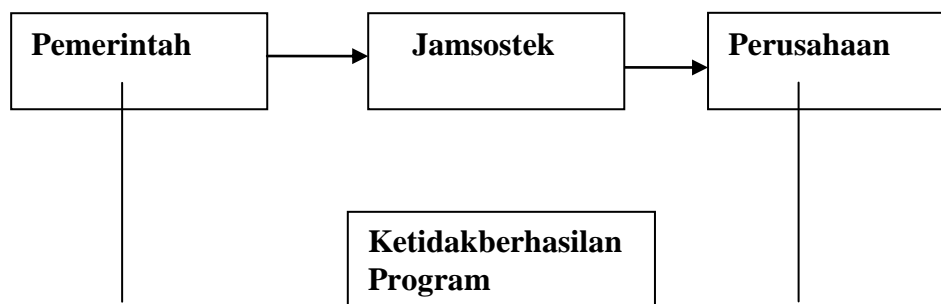 Pemerintah
Jamsostek
Perusahaan
Ketidakberhasilan
Program